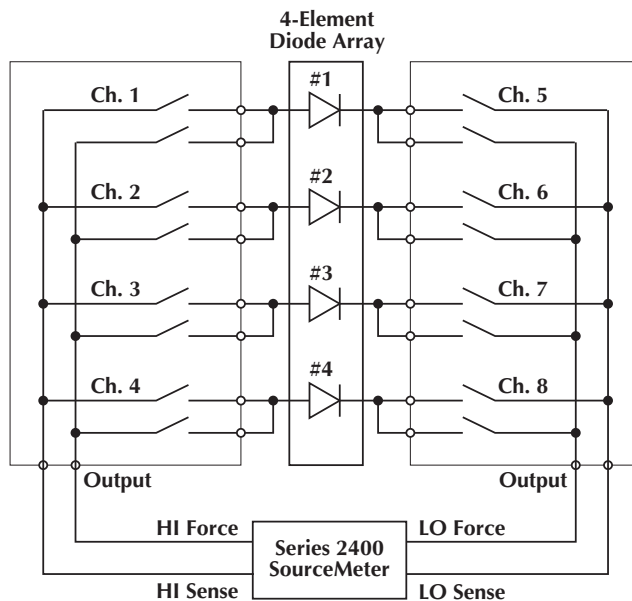 4-Element
Diode Array
#1
Ch. 1
Ch. 5
#2
Ch. 2
Ch. 6
#3
Ch. 3
Ch. 7
#4
Ch. 4
Ch. 8
Output
Output
HI Force
LO Force
Series 2400
SourceMeter
HI Sense
LO Sense